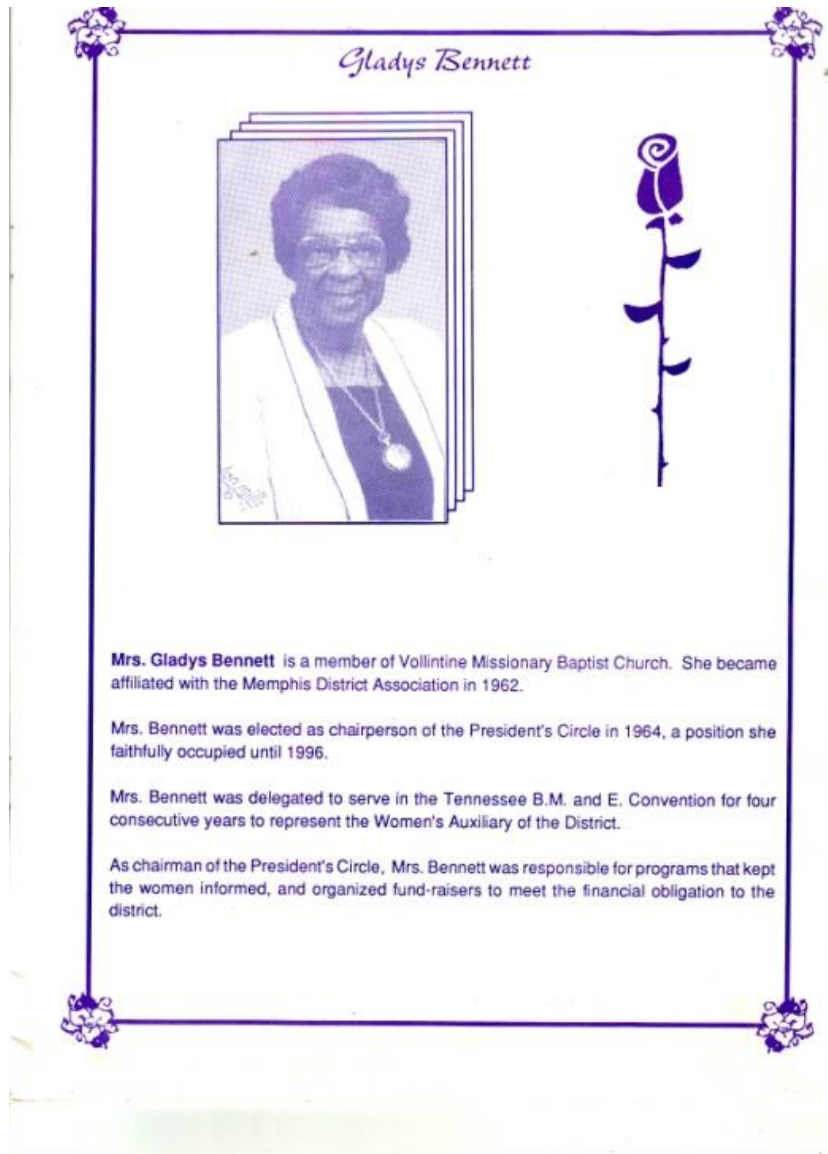 Gladys Bennett
Mrs. Gladys Bennett is a member of Vollintine Missionary Baptist Church. She became
affiliated with the Memphis District Association in 1962.
Mrs. Bennett was elected as chairperson of the President's Circle in 1964, a position she
faithfully occupied until 1996.
Mrs. Bennett was delegated to serve in the Tennessee B.M. and E. Convention for four
consecutive years to represent the Women's Auxiliary of the District.
As chairman of the President's Circle, Mrs. Bennett was responsible for programs that kept
the women informed, and organized fund-raisers to meet the financial obligation to the
district.